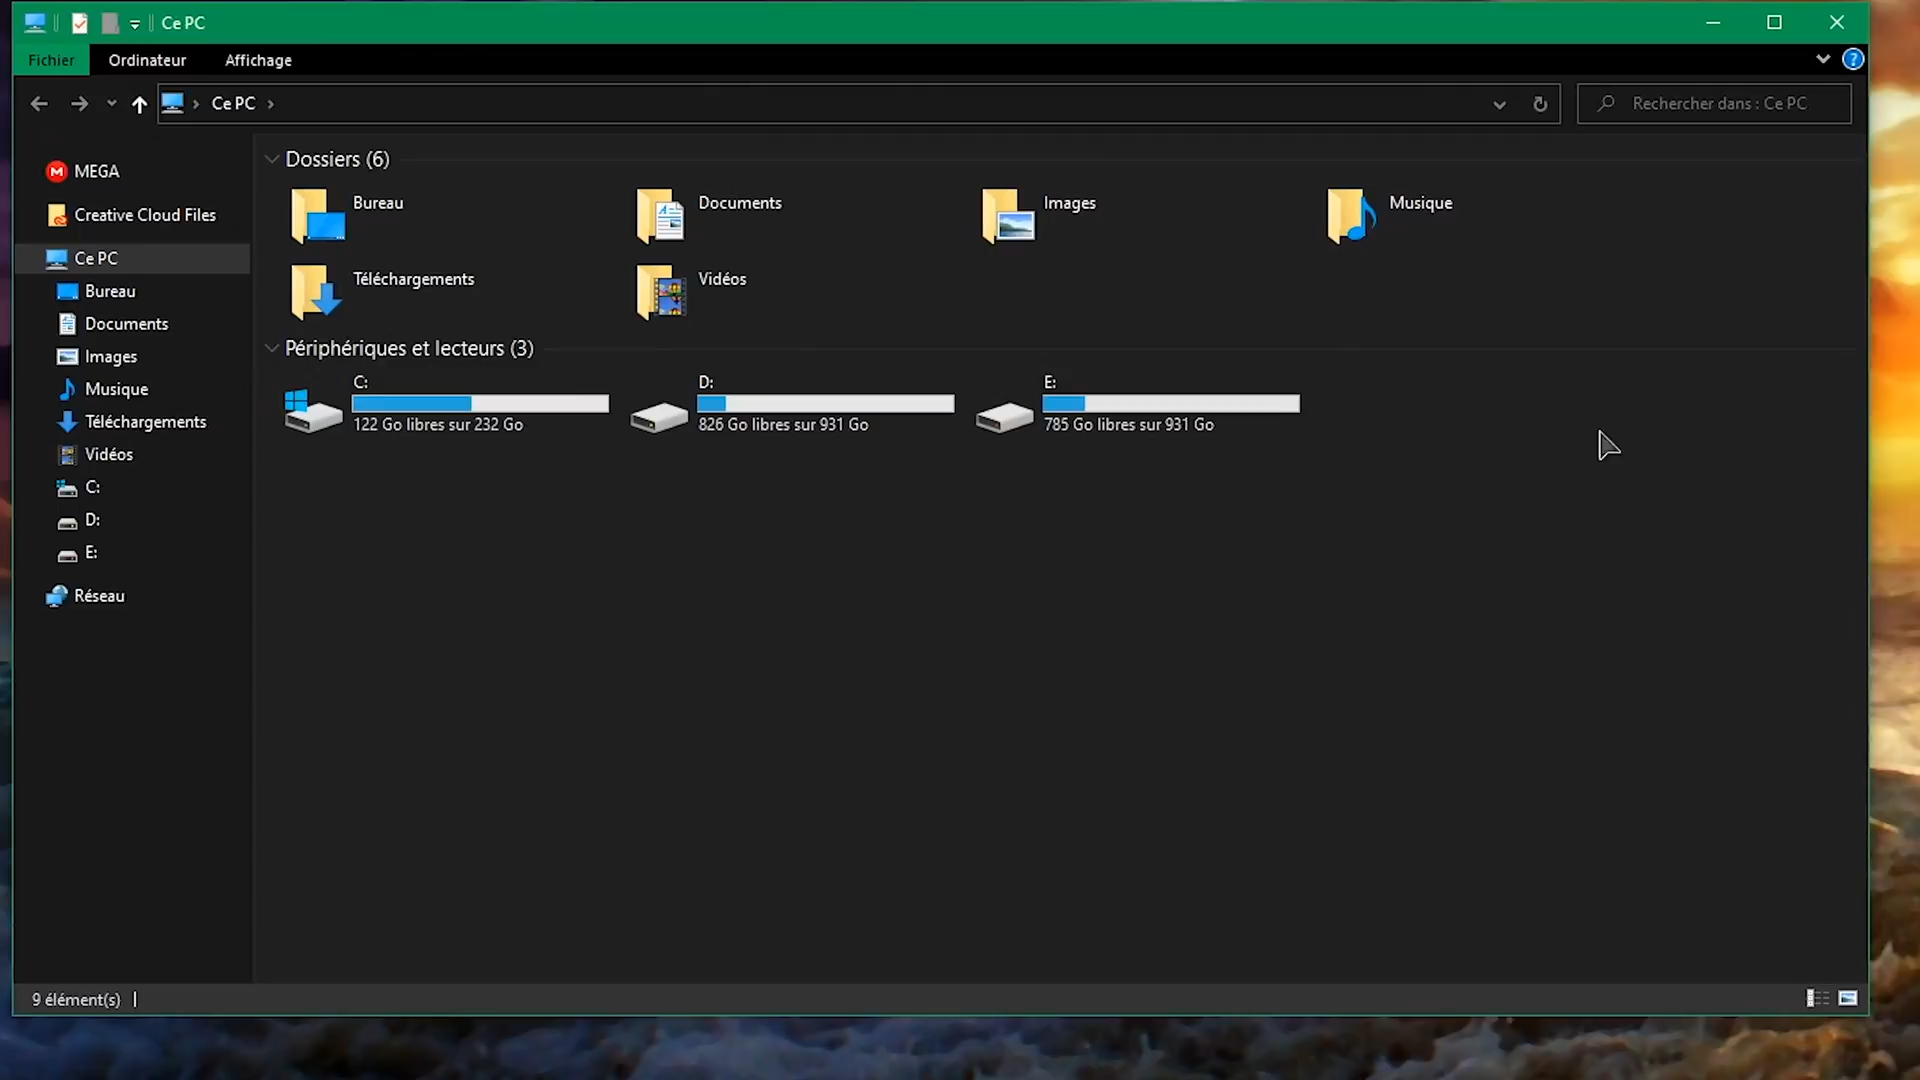 Ce PC
Fichier
Ordinateur
Affichage
Ce PC
Rechercher dans : Ce PC
MEGA
Creative Cloud Files
Ce PC
Bureau
Documents
Images
Musique
Téléchargements
Vidéos
C:
D:
E:
Réseau
Dossiers (6)
Bureau
Documents
Images
Musique
Téléchargements
Vidéos
Périphériques et lecteurs (3)
C:
122 Go libres sur 232 Go
D:
826 Go libres sur 931 Go
E:
785 Go libres sur 931 Go
9 élément(s)